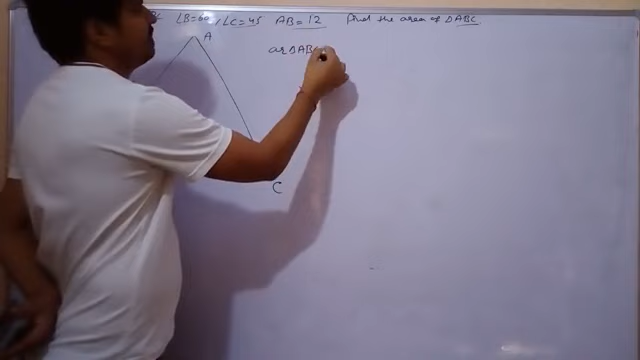 ∠B=60, ∠C=45 AB=12 Find the area of △ABC.
A
ar△ABC
C